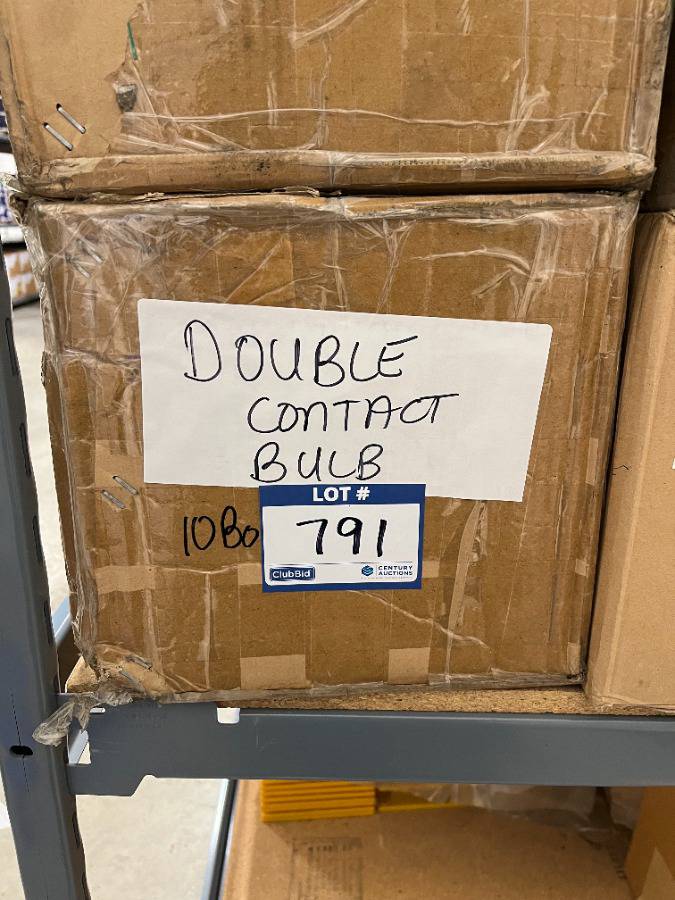 DOUBLE
CONTACT
BULB
LOT #
10Bo
791
ClubBid
CENTURY
AUCTIONS